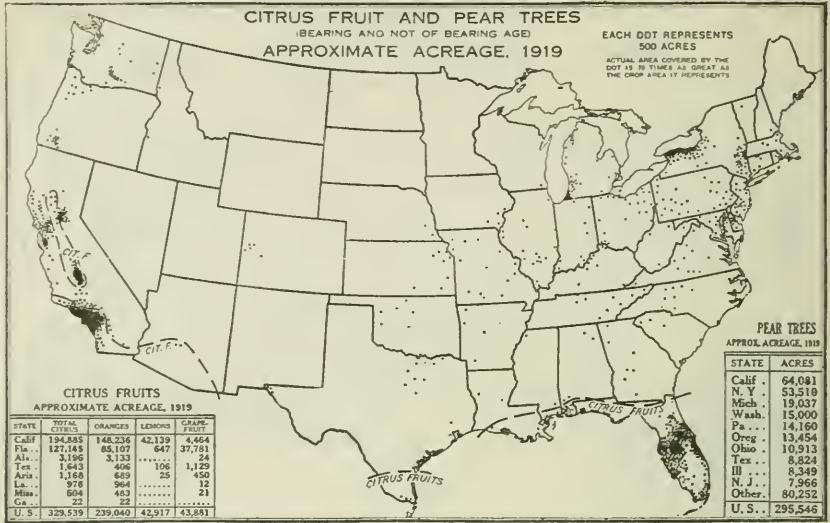 CITRUS FRUIT AND PEAR TREES
(BEARING AND NOT OF BEARING AGE)
APPROXIMATE ACREAGE, 1919
EACH DOT REPRESENTS
500 ACRES
ACTUAL AREA COVERED BY THE
DOT IS TIMES AS GREAT AS
THE CROP AREA IT REPRESENTS
CIT. F.
CIT. F.
CITRUS FRUITS
CITRUS FRUITS
CITRUS FRUITS
APPROXIMATE ACREAGE, 1919
STATE TOTAL CITRUS ORANGES LEMONS GRAPE-FRUIT
Calif 194,885 148,236 42,139 4,464
Fla.. 127,145 85,107 647 37,781
Al... 3,196 3,133 ....... 24
Tex . 1,643 406 106 1,129
Ariz. 1,168 689 25 450
La... 978 964 ....... 12
Miss. 504 483 ....... 21
Ga .. 22 22 ....... .......
U.S. 329,539 239,040 42,917 43,881
PEAR TREES
APPROX. ACREAGE, 1919
STATE ACRES
Calif . 64,081
N. Y . 53,510
Mich . 19,037
Wash. 15,000
Pa ... 14,160
Oreg . 13,454
Ohio . 10,913
Tex .. 8,824
Ill ... 8,349
N. J.. 7,966
Other. 80,252
U.S.. 295,546